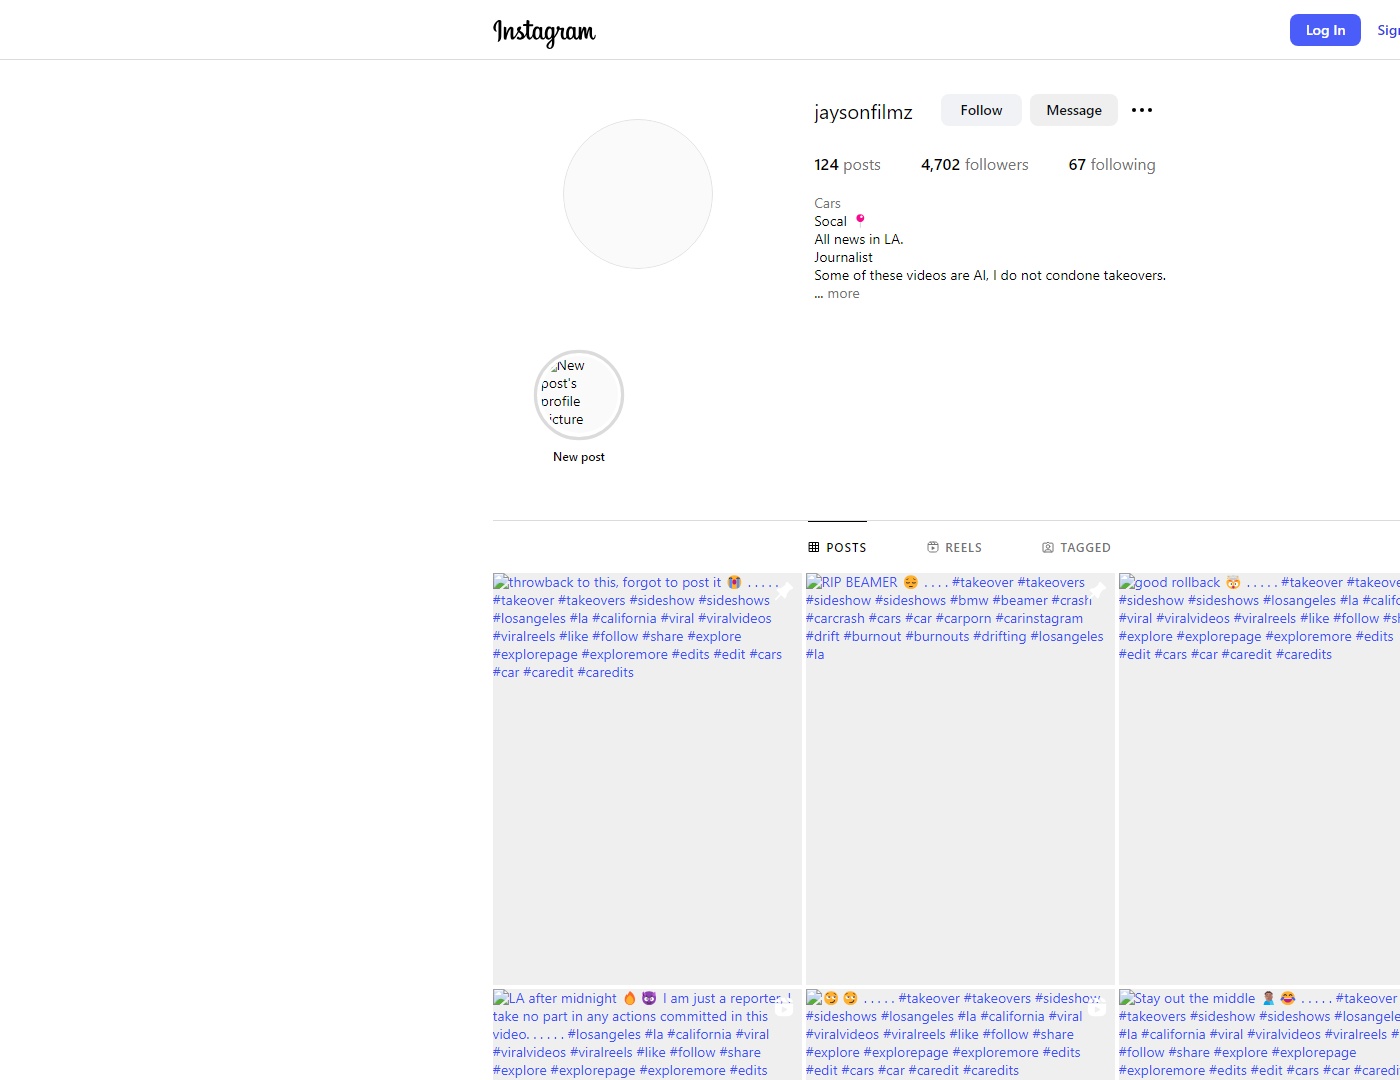 Instagram
Log In
jaysonfilmz
Follow
Message
124 posts
4,702 followers
67 following
Cars
Socal 📍
All news in LA.
Journalist
Some of these videos are AI, I do not condone takeovers.
... more
New
post's
profile
New post
POSTS
REELS
TAGGED
throwback to this, forgot to post it 😭 . . . . .
#takeover #takeovers #sideshow #sideshows
#losangeles #la #california #viral #viralvideos
#viralreels #like #follow #share #explore
#explorepage #exploremore #edits #edit #cars
#car #caredit #caredits
RIP BEAMER 😔 . . . . #takeover #takeovers
#sideshow #sideshows #bmw #beamer #crash
#carcrash #cars #car #carporn #carinstagram
#drift #burnout #burnouts #drifting #losangeles
#la
good rollback 🤯 . . . . . #takeover
#sideshow #sideshows #losangeles #la
#viral #viralvideos #viralreels #like #follow
#explore #explorepage #exploremore #edits
#edit #cars #car #caredit #caredits
LA after midnight 🔥 😈 I am just a reporter, I
take no part in any actions committed in this
video. . . . . . #losangeles #la #california #viral
#viralvideos #viralreels #like #follow #share
#explore #explorepage #exploremore #edits
😏 😏 . . . . . #takeover #takeovers #sideshow
#sideshows #losangeles #la #california #viral
#viralvideos #viralreels #like #follow #share
#explore #explorepage #exploremore #edits
#edit #cars #car #caredit #caredits
Stay out the middle 🤦🏾‍♂️ 😂 . . . . . #takeover
#takeovers #sideshow #sideshows #losangeles
#la #california #viral #viralvideos #viralreels
#follow #share #explore #explorepage
#exploremore #edits #edit #cars #car